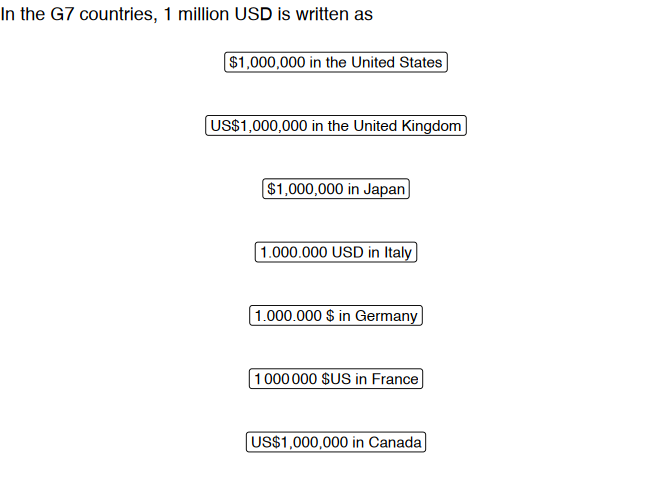 In the G7 countries, 1 million USD is written as
$1,000,000 in the United States
US$1,000,000 in the United Kingdom
$1,000,000 in Japan
1.000.000 USD in Italy
1.000.000 $ in Germany
1 000 000 $US in France
US$1,000,000 in Canada